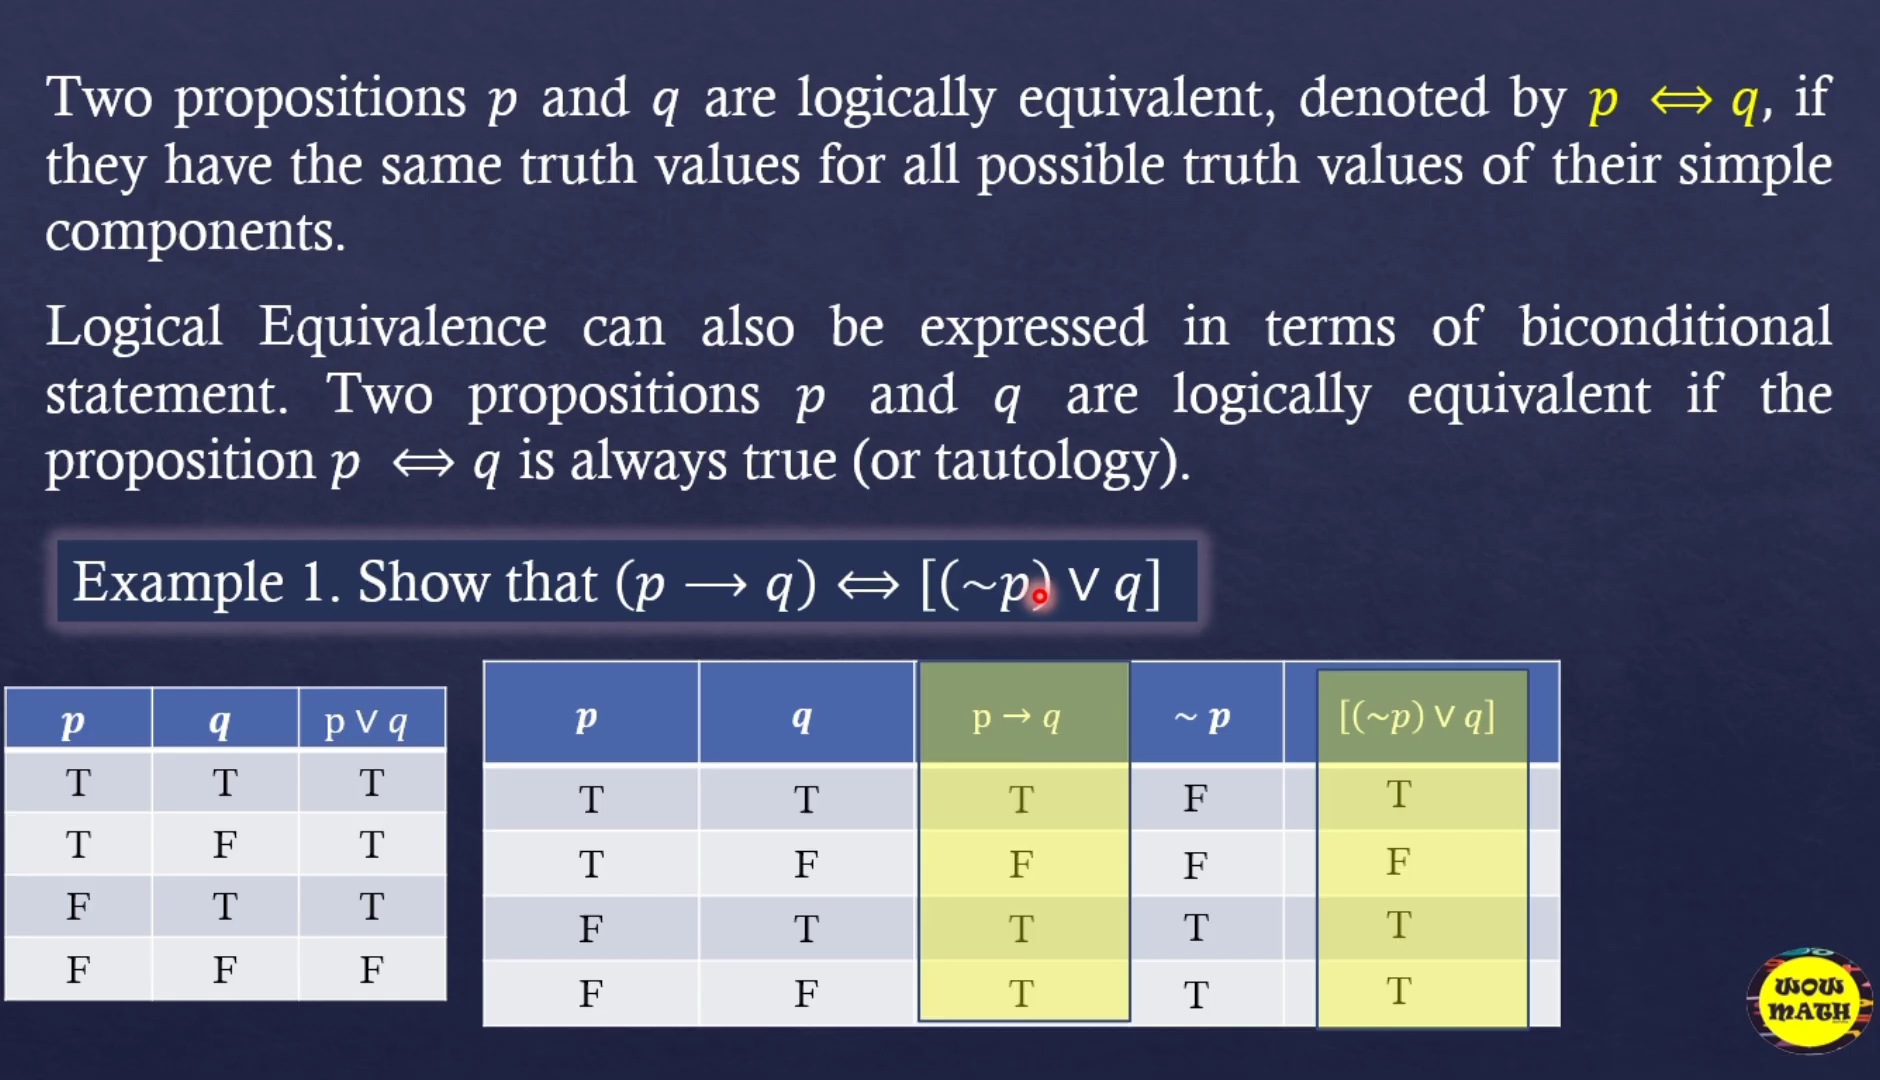 Two propositions p and q are logically equivalent, denoted by p ⟺ q, if
they have the same truth values for all possible truth values of their simple
components.
Logical Equivalence can also be expressed in terms of biconditional
statement. Two propositions p and q are logically equivalent if the
proposition p ⟺ q is always true (or tautology).
Example 1. Show that (p ⟶ q) ⟺ [(~p) ∨ q]
p q p ∨ q
T T T
T F T
F T T
F F F
p q p → q ~ p [(~p) ∨ q]
T T T F T
T F F F F
F T T T T
F F T T T
WOW
MATH